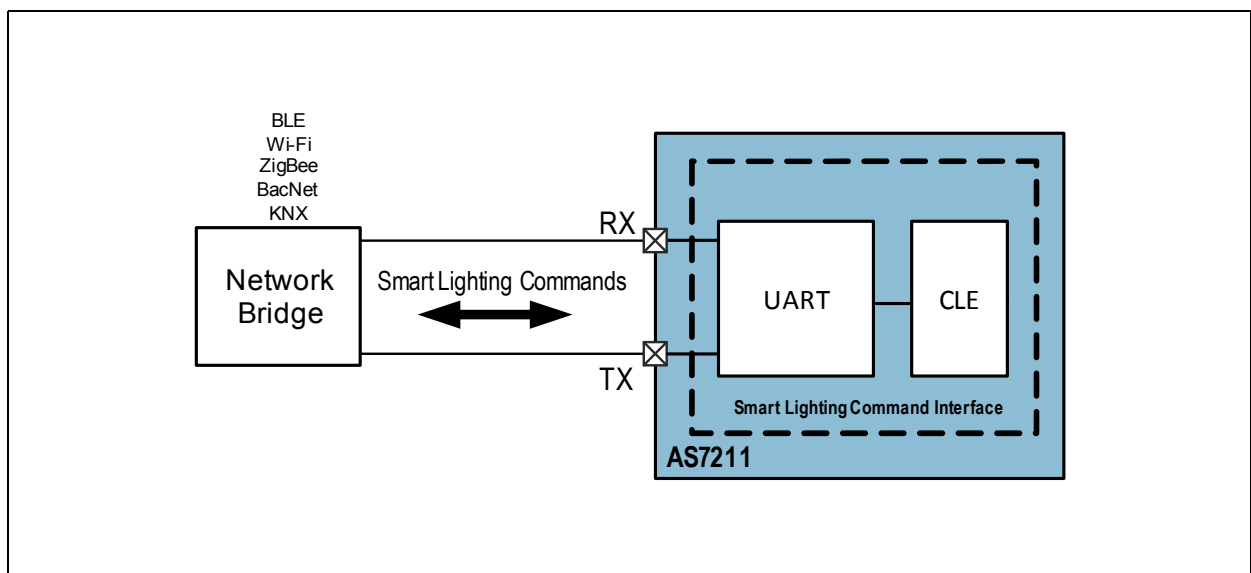 BLE
Wi-Fi
ZigBee
BacNet
KNX
Network
Bridge
Smart Lighting Commands
RX
TX
UART
CLE
Smart Lighting Command Interface
AS7211